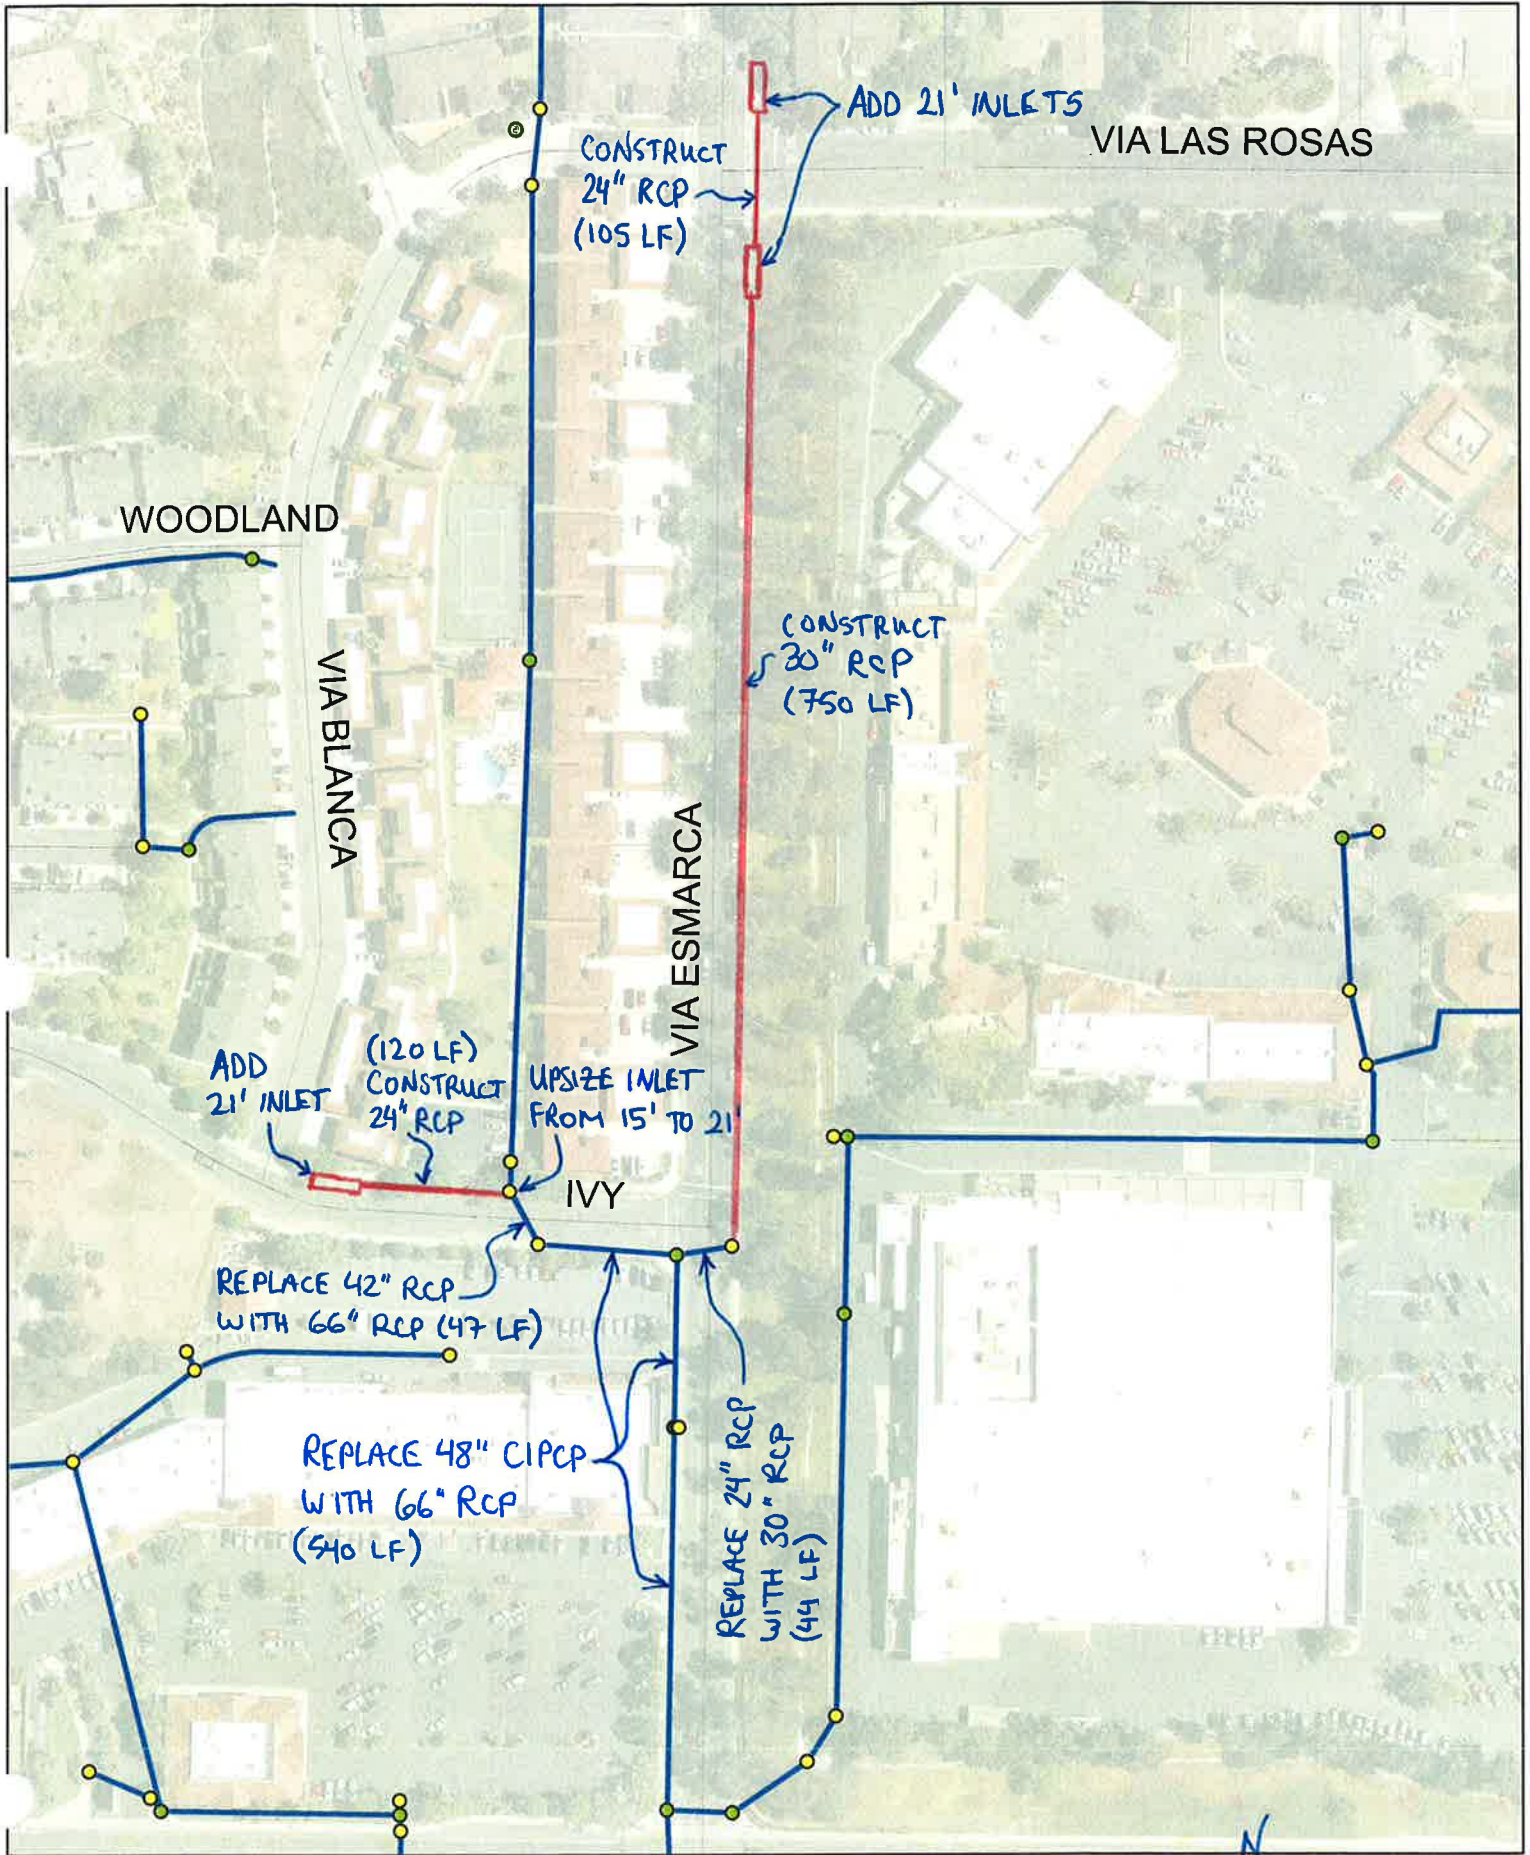 ADD 21' INLETS
VIA LAS ROSAS
CONSTRUCT
24" RCP
(105 LF)
WOODLAND
CONSTRUCT
30" RCP
(750 LF)
VIA BLANCA
VIA ESMARCA
ADD
21' INLET
(120 LF)
CONSTRUCT
24" RCP
UPSIZE INLET
FROM 15' TO 21'
IVY
REPLACE 42" RCP
WITH 66" RCP (47 LF)
REPLACE 48" CIPCP
WITH 66" RCP
(540 LF)
REPLACE 24" RCP
WITH 30" RCP
(44 LF)
N